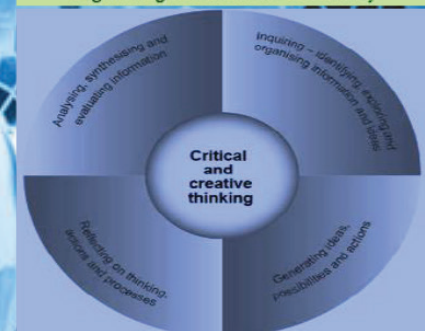 Analysing, synthesising and
evaluating information
Inquiring – identifying, exploring and
organising information and ideas
Critical
and
creative
thinking
Reflecting on thinking,
actions and processes
Generating ideas,
possibilities and actions